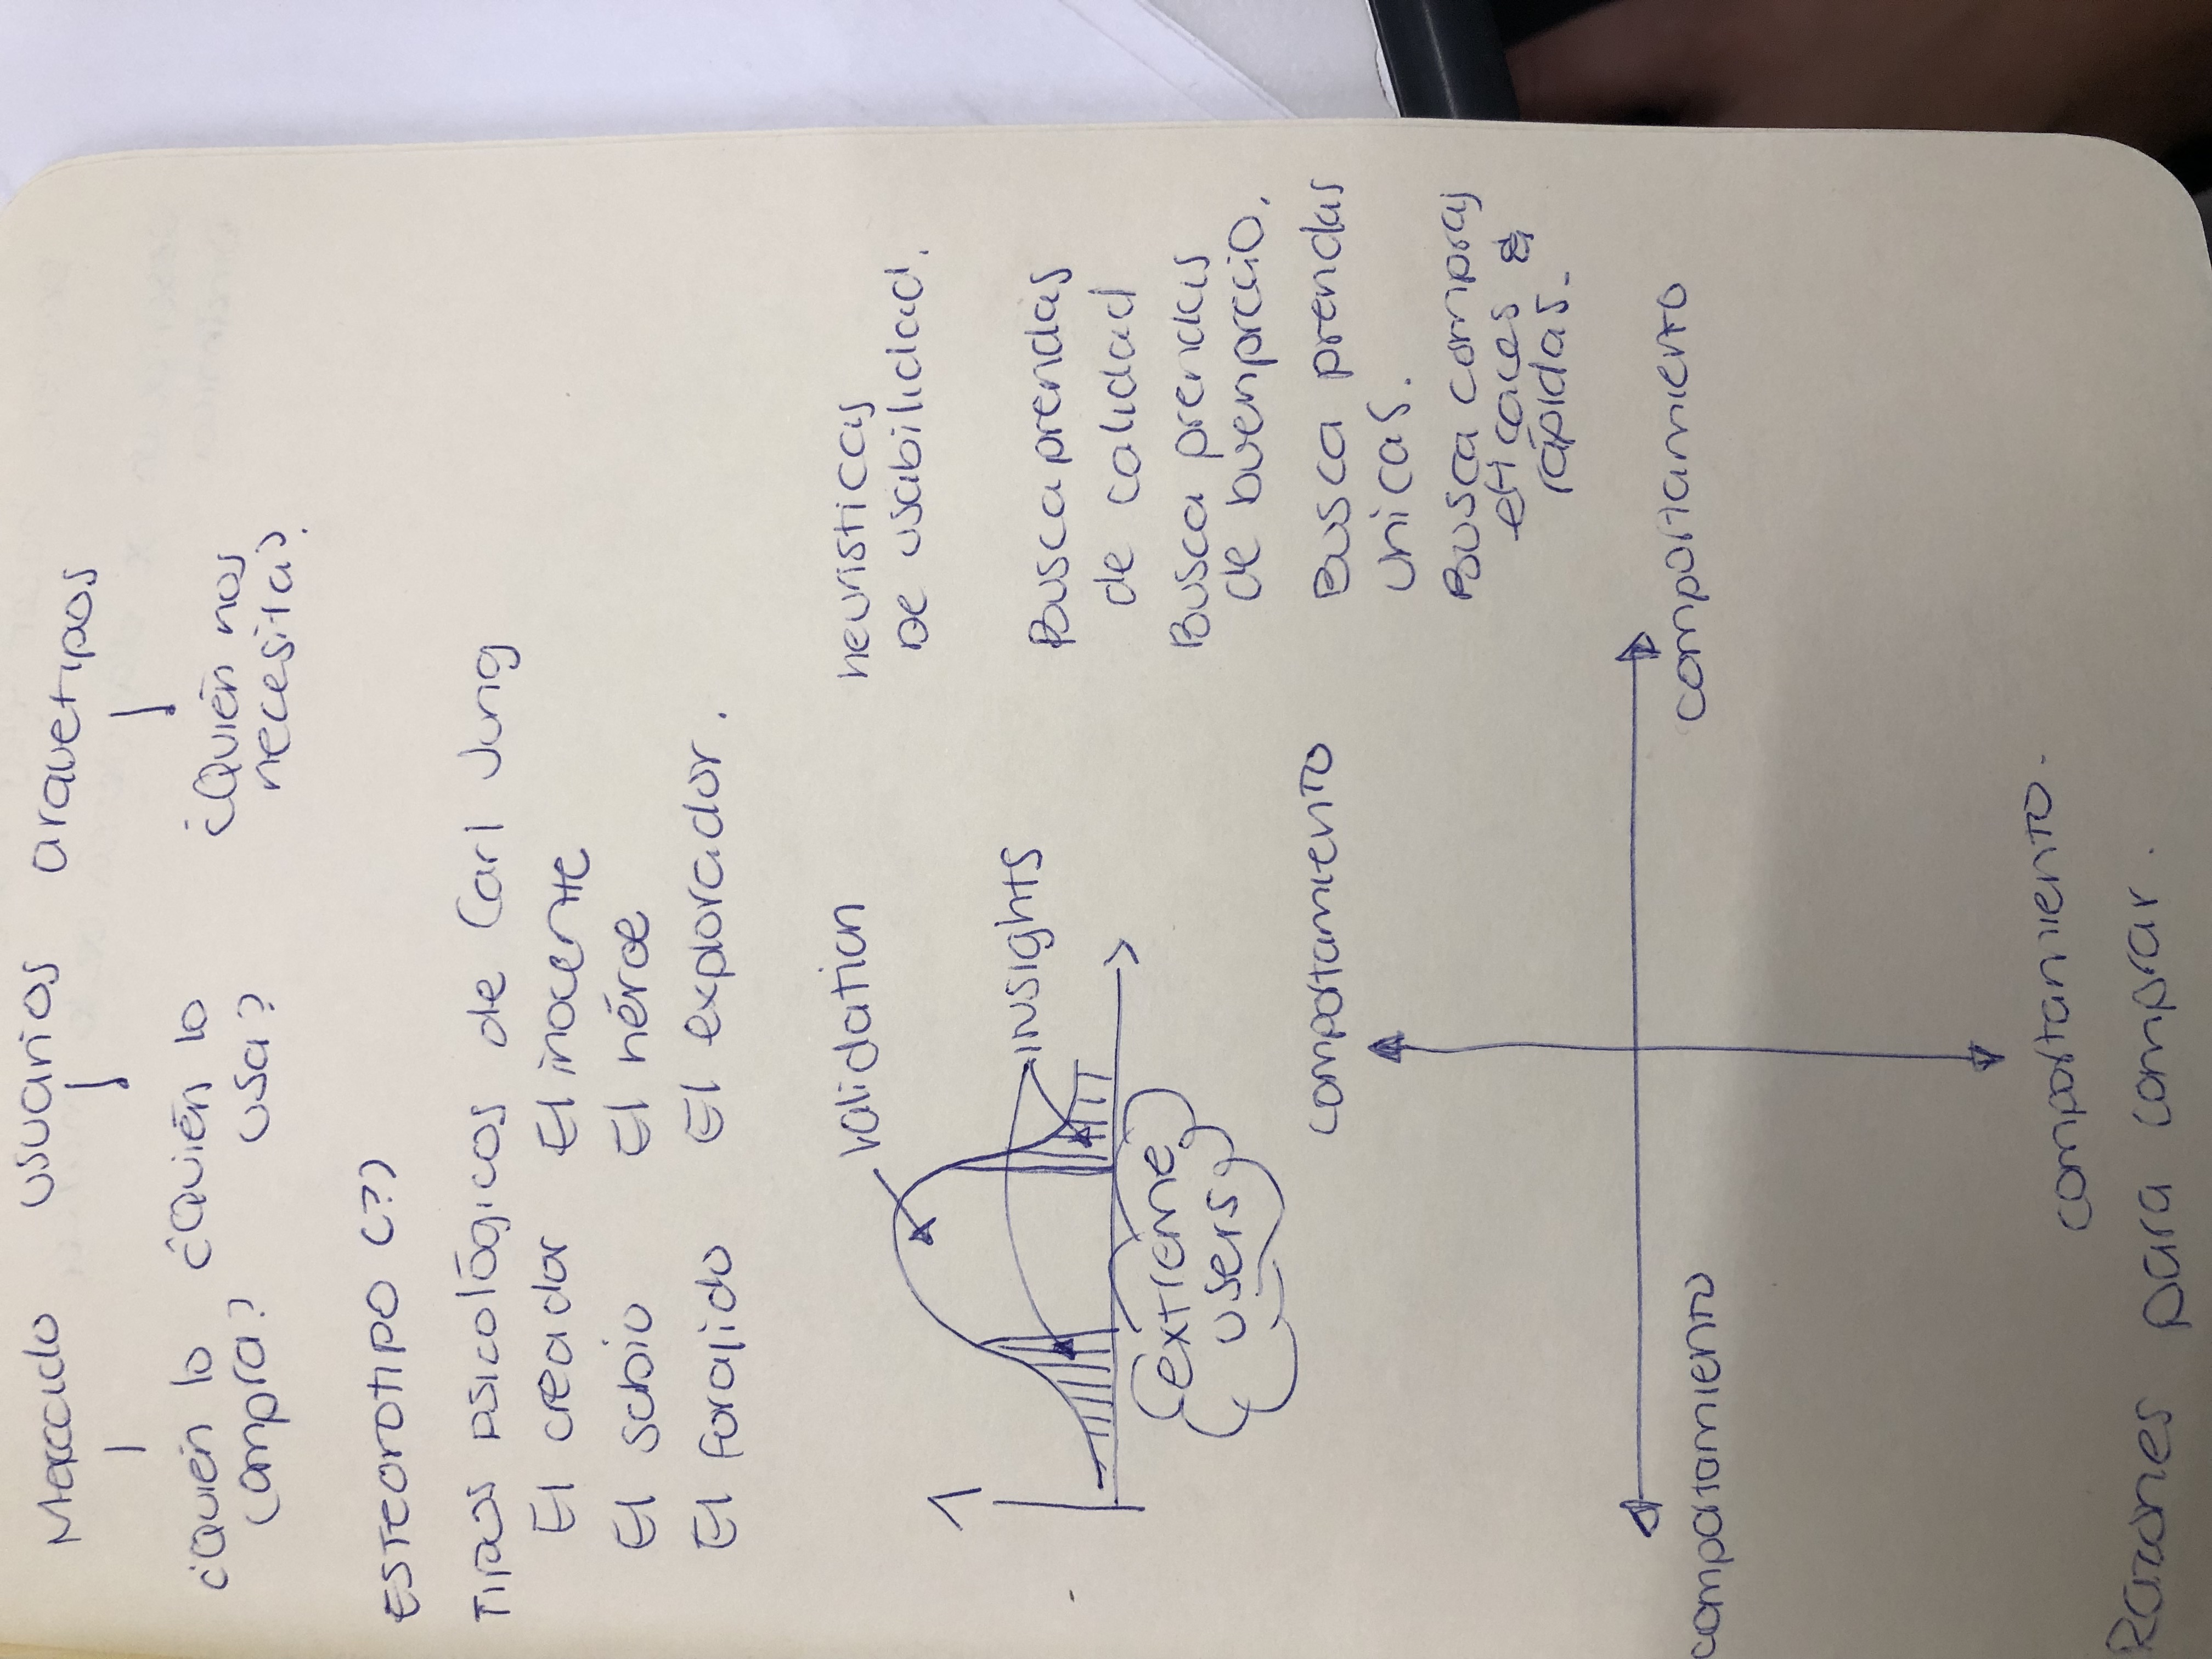 Mercado usuarios arquetipos
¿Quién lo compra? ¿Quién lo usa? ¿Quién nos necesita?
ESTEOROTIPO (?)
Tipos psicológicos de Carl Jung
El creador El inocente
El sabio El héroe
El forajido El explorador.
validation
insights
extreme
users
heuristicas
De usabilidad.
Busca prendas
de calidad
Busca prendas
de buen precio.
Busca prendas
unicas.
Busca compras
eficaces &
rápidas.
comportamiento
comportamiento
comportamiento
comportamiento.
Razones para comprar.